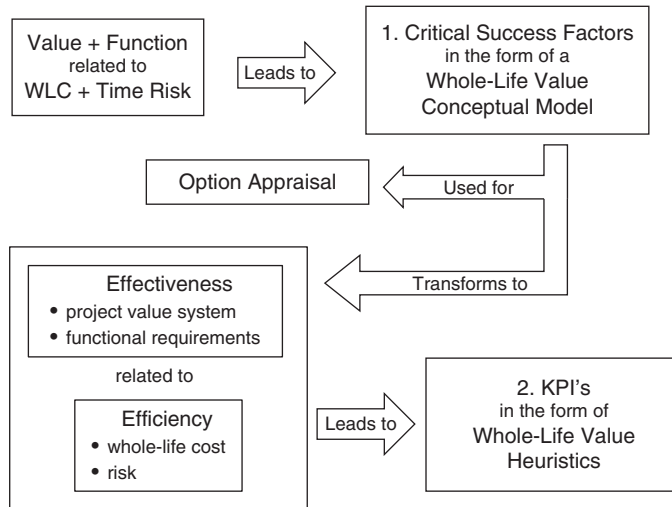 Value + Function
related to
WLC + Time Risk
Leads to
1. Critical Success Factors
in the form of a
Whole-Life Value
Conceptual Model
Option Appraisal
Used for
Transforms to
Effectiveness
• project value system
• functional requirements
related to
Efficiency
• whole-life cost
• risk
Leads to
2. KPI's
in the form of
Whole-Life Value
Heuristics